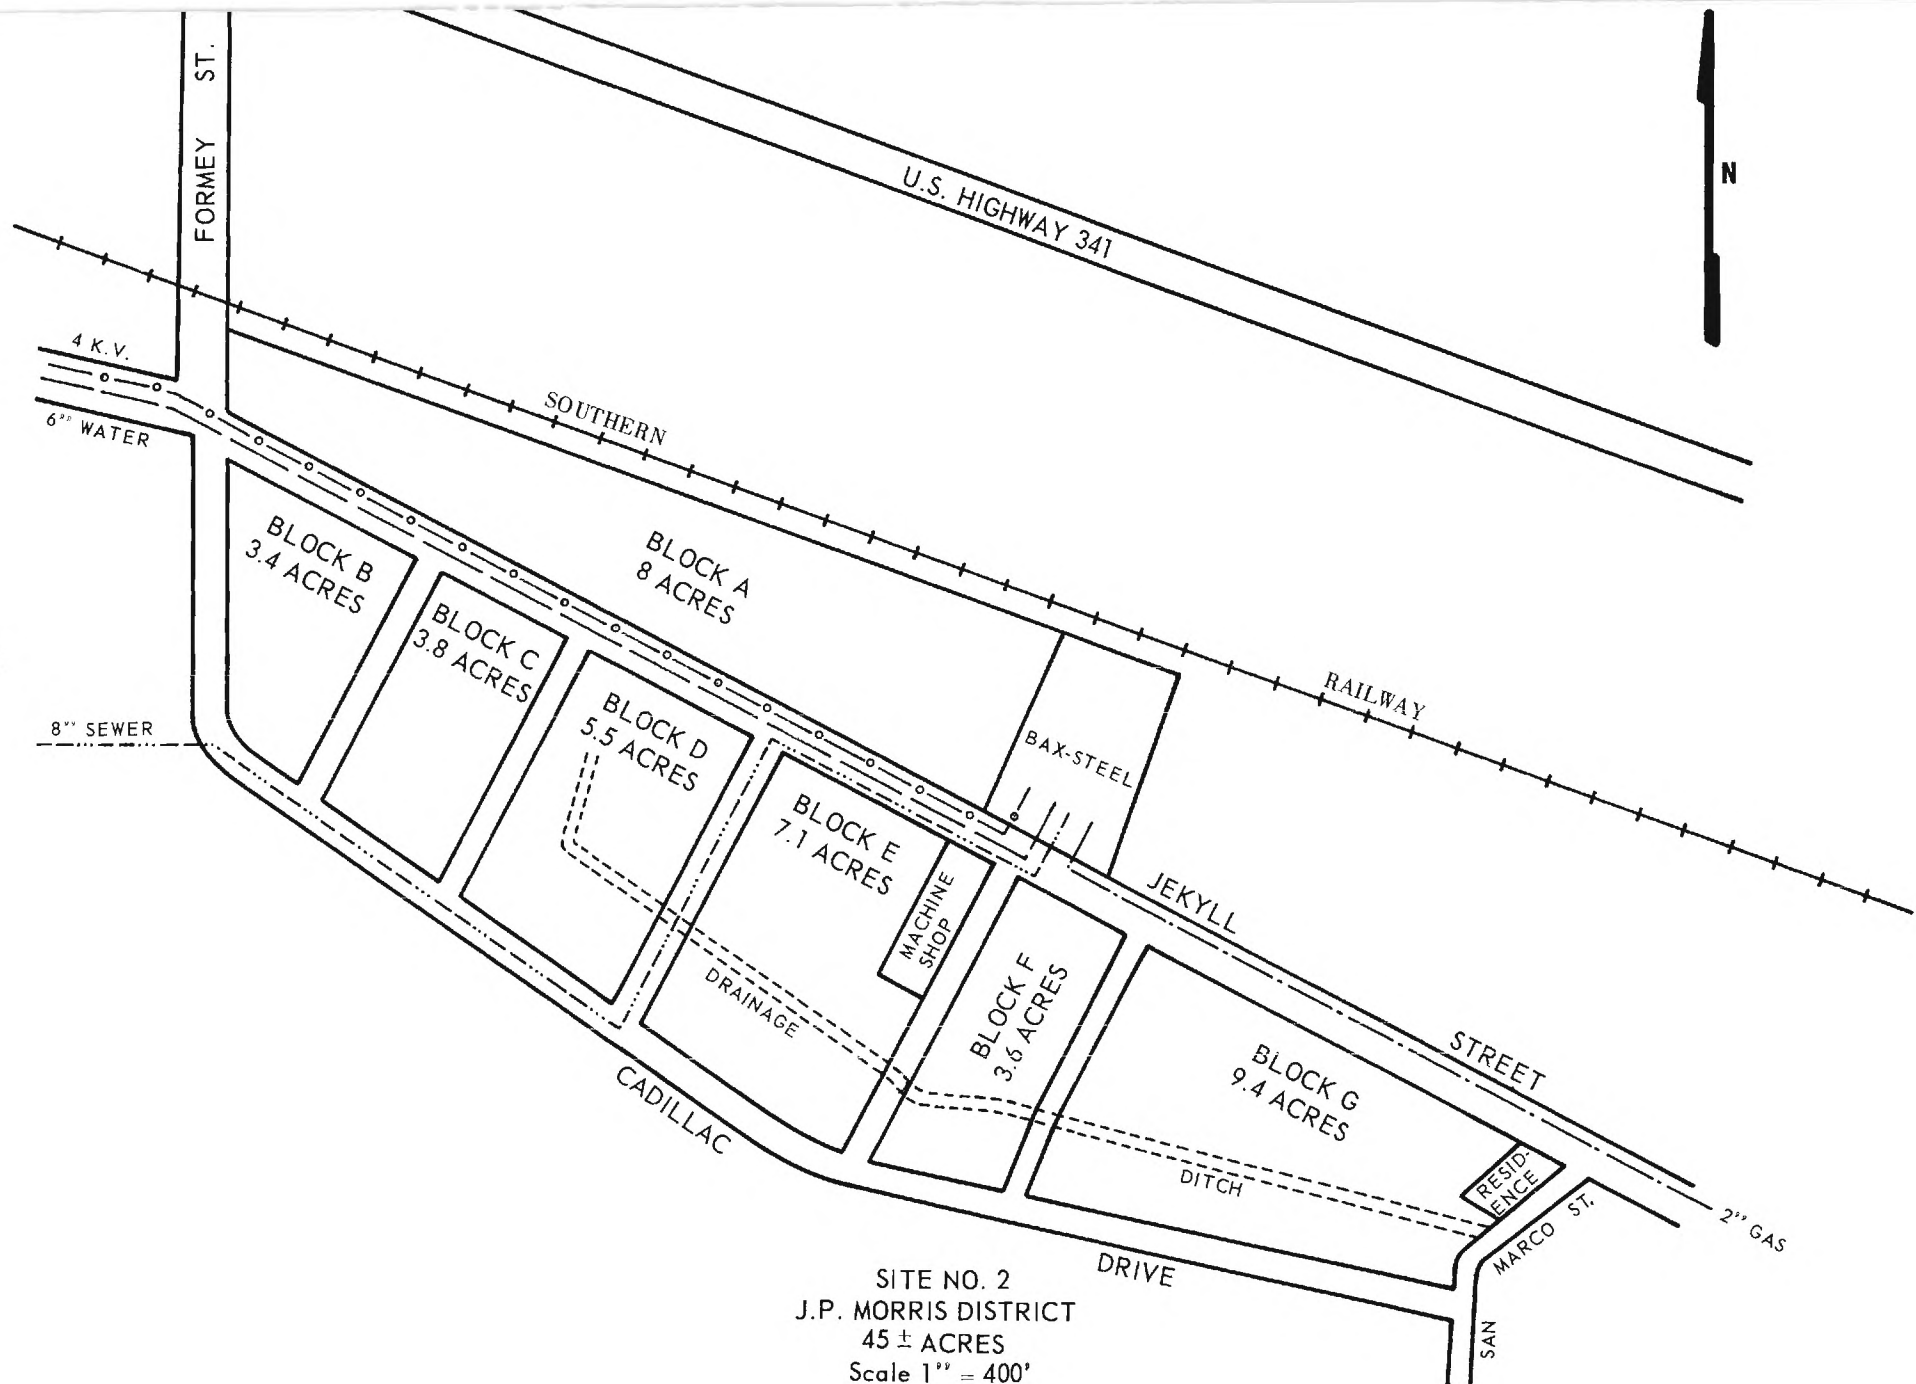 FORMEY ST.
U.S. HIGHWAY 341
N
4 K.V.
6" WATER
SOUTHERN
RAILWAY
BLOCK A
8 ACRES
BLOCK B
3.4 ACRES
BLOCK C
3.8 ACRES
BLOCK D
5.5 ACRES
8" SEWER
BAX-STEEL
BLOCK E
7.1 ACRES
MACHINE
SHOP
JEKYLL
STREET
BLOCK F
3.6 ACRES
DRAINAGE
DITCH
BLOCK G
9.4 ACRES
RESID-
ENCE
CADILLAC
DRIVE
SAN
MARCO ST.
2" GAS
SITE NO. 2
J.P. MORRIS DISTRICT
45 ± ACRES
Scale 1" = 400'